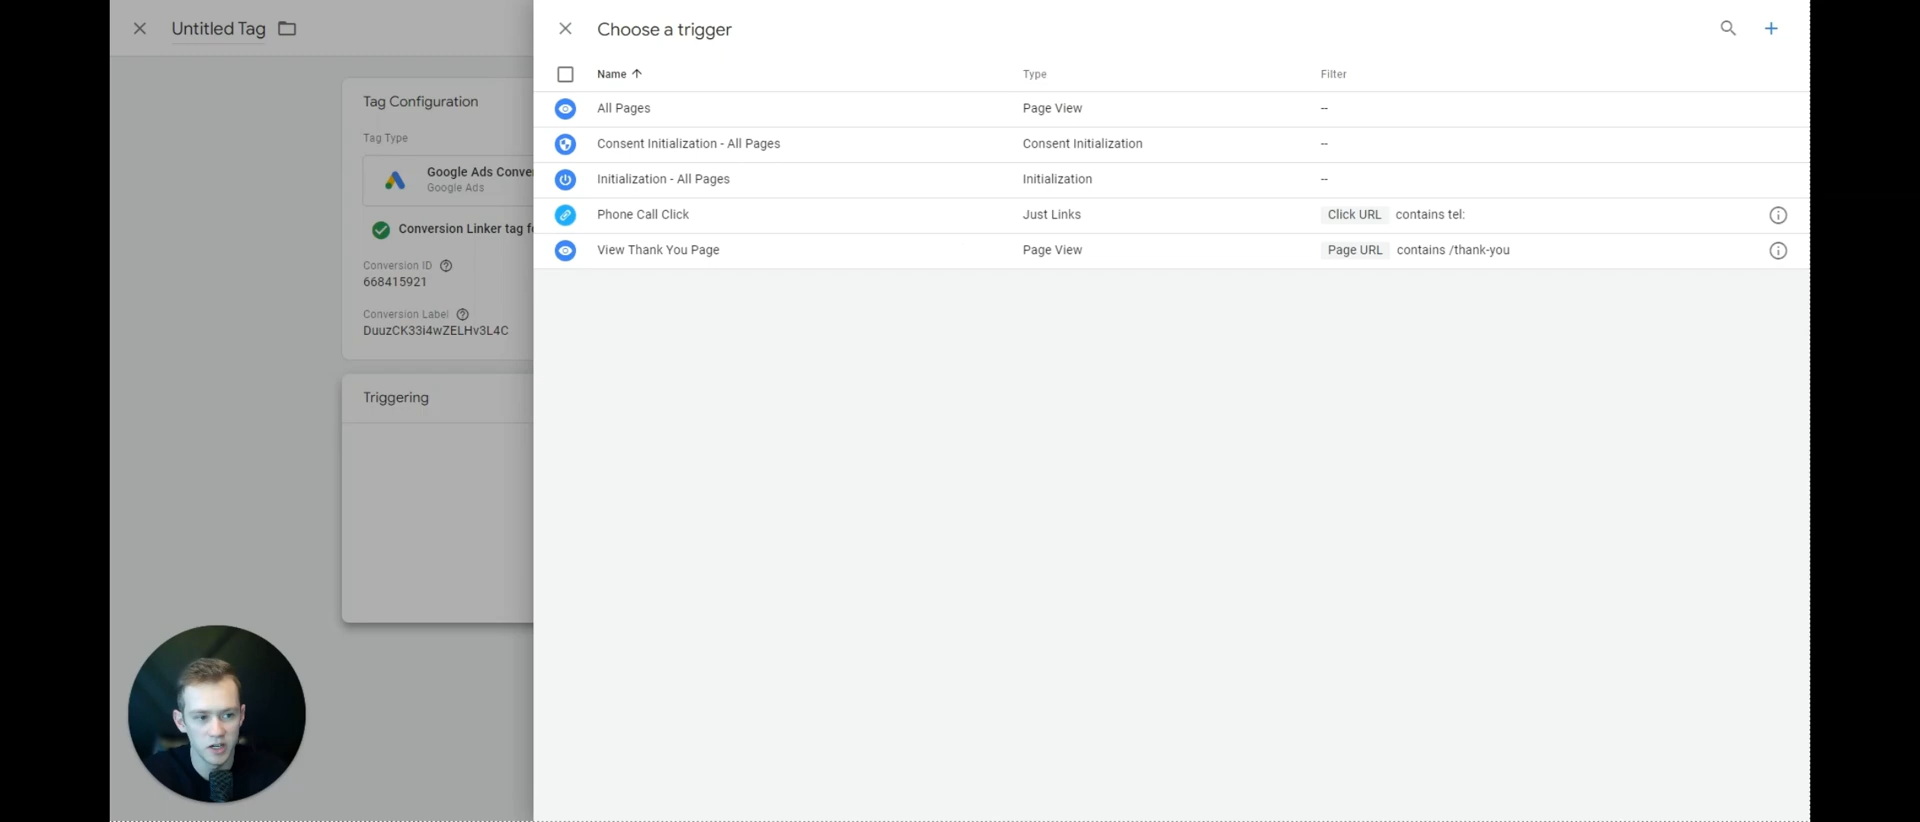 Untitled Tag
Tag Configuration
Tag Type
Google Ads Conve
Google Ads
Conversion Linker tag f
Conversion ID
668415921
Conversion Label
DuuzCK33i4wZELHv3L4C
Triggering
Choose a trigger
Name Type Filter
All Pages Page View --
Consent Initialization - All Pages Consent Initialization --
Initialization - All Pages Initialization --
Phone Call Click Just Links Click URL contains tel:
View Thank You Page Page View Page URL contains /thank-you